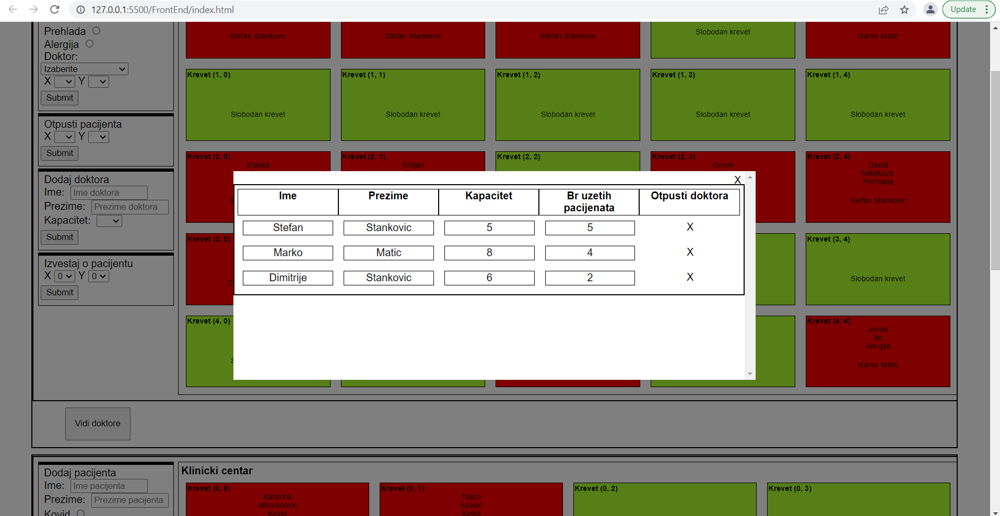 127.0.0.1:5500/FrontEnd/index.html
Update
Prehlada
Alergija
Doktor:
Izaberite
X Y
Submit
Otpusti pacijenta
X Y
Submit
Dodaj doktora
Ime: Ime doktora
Prezime: Prezime doktora
Kapacitet:
Submit
Izvestaj o pacijentu
X 0 Y 0
Submit
Stefan Stankovic
Stefan Stankovic
Stefan Stankovic
Slobodan krevet
Marko Matic
Krevet (1, 0)
Slobodan krevet
Krevet (1, 1)
Slobodan krevet
Krevet (1, 2)
Slobodan krevet
Krevet (1, 3)
Slobodan krevet
Krevet (1, 4)
Slobodan krevet
Krevet (2, 0)
Stanko
Krevet (2, 1)
Srdjan
Krevet (2, 2)
Krevet (2, 3)
Goran
Krevet (2, 4)
David
Milojkovic
Prehlada
Stefan Stankovic
X
Ime Prezime Kapacitet Br uzetih pacijenata Otpusti doktora
Stefan Stankovic 5 5 X
Marko Matic 8 4 X
Dimitrije Stankovic 6 2 X
Krevet (3, 0)
Krevet (3, 4)
Slobodan krevet
Krevet (4, 0)
Krevet (4, 4)
Jovan
Ilic
Alergija
Marko Matic
Vidi doktore
Dodaj pacijenta
Ime: Ime pacijenta
Prezime: Prezime pacijenta
Kovid
Klinicki centar
Krevet (0, 0)
Katarina
Milovanovic
Kovid
Krevet (0, 1)
Tijana
Spasic
Kovid
Krevet (0, 2)
Krevet (0, 3)